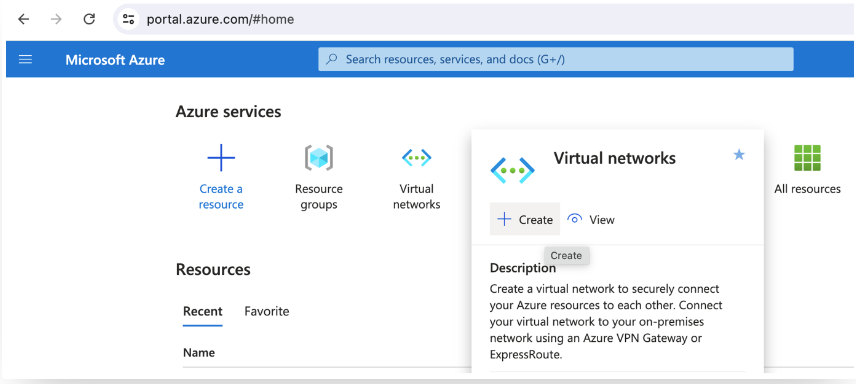 portal.azure.com/#home
Microsoft Azure
Search resources, services, and docs (G+/)
Azure services
Create a
resource
Resource
groups
Virtual
networks
Virtual networks
Create
View
Create
Description
Create a virtual network to securely connect
your Azure resources to each other. Connect
your virtual network to your on-premises
network using an Azure VPN Gateway or
ExpressRoute.
All resources
Resources
Recent
Favorite
Name